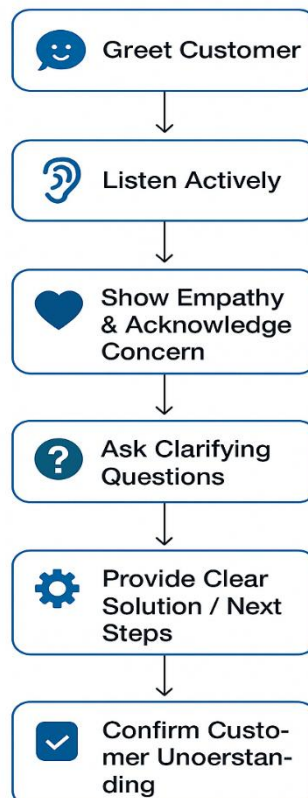 Greet Customer
Listen Actively
Show Empathy
& Acknowledge
Concern
?
Ask Clarifying
Questions
Provide Clear
Solution / Next
Steps
Confirm Custo-
mer Unoerstan-
ding